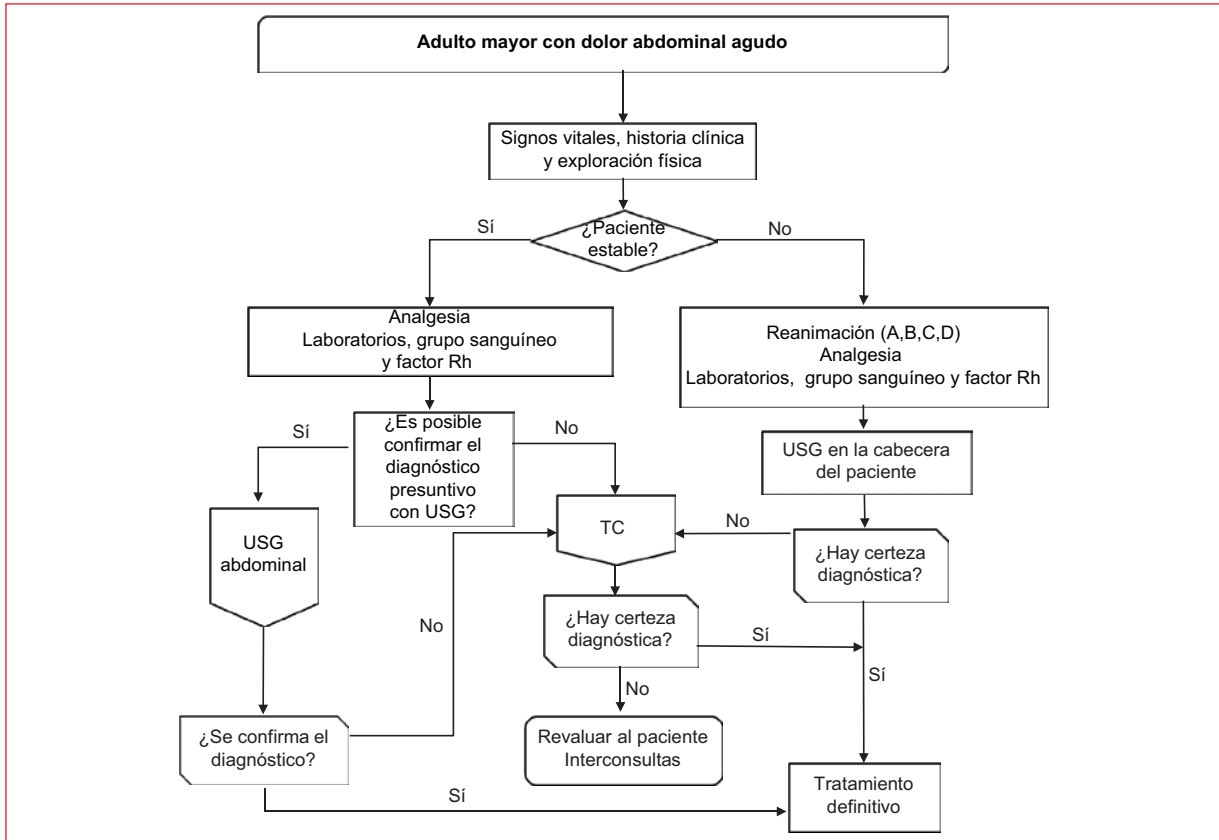 Adulto mayor con dolor abdominal agudo
Signos vitales, historia clínica
y exploración física
¿Paciente
estable?
Sí
No
Analgesia
Laboratorios, grupo sanguíneo
y factor Rh
Reanimación (A,B,C,D)
Analgesia
Laboratorios, grupo sanguíneo y factor Rh
¿Es posible
confirmar el
diagnóstico
presuntivo
con USG?
Sí
No
USG en la cabecera
del paciente
USG
abdominal
TC
No
¿Hay certeza
diagnóstica?
No
¿Hay certeza
diagnóstica?
Sí
Sí
No
¿Se confirma el
diagnóstico?
Revaluar al paciente
Interconsultas
Sí
Tratamiento
definitivo